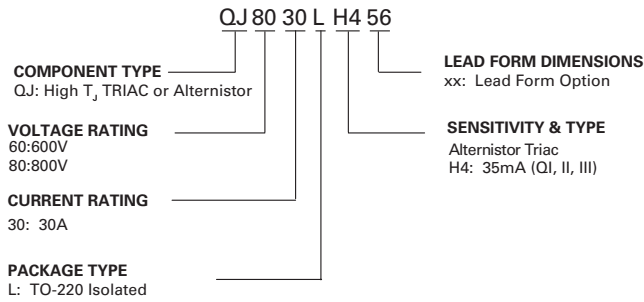 QJ 80 30 L H4 56
COMPONENT TYPE
QJ: High TJ TRIAC or Alternistor
VOLTAGE RATING
60:600V
80:800V
CURRENT RATING
30: 30A
PACKAGE TYPE
L: TO-220 Isolated
LEAD FORM DIMENSIONS
xx: Lead Form Option
SENSITIVITY & TYPE
Alternistor Triac
H4: 35mA (QI, II, III)